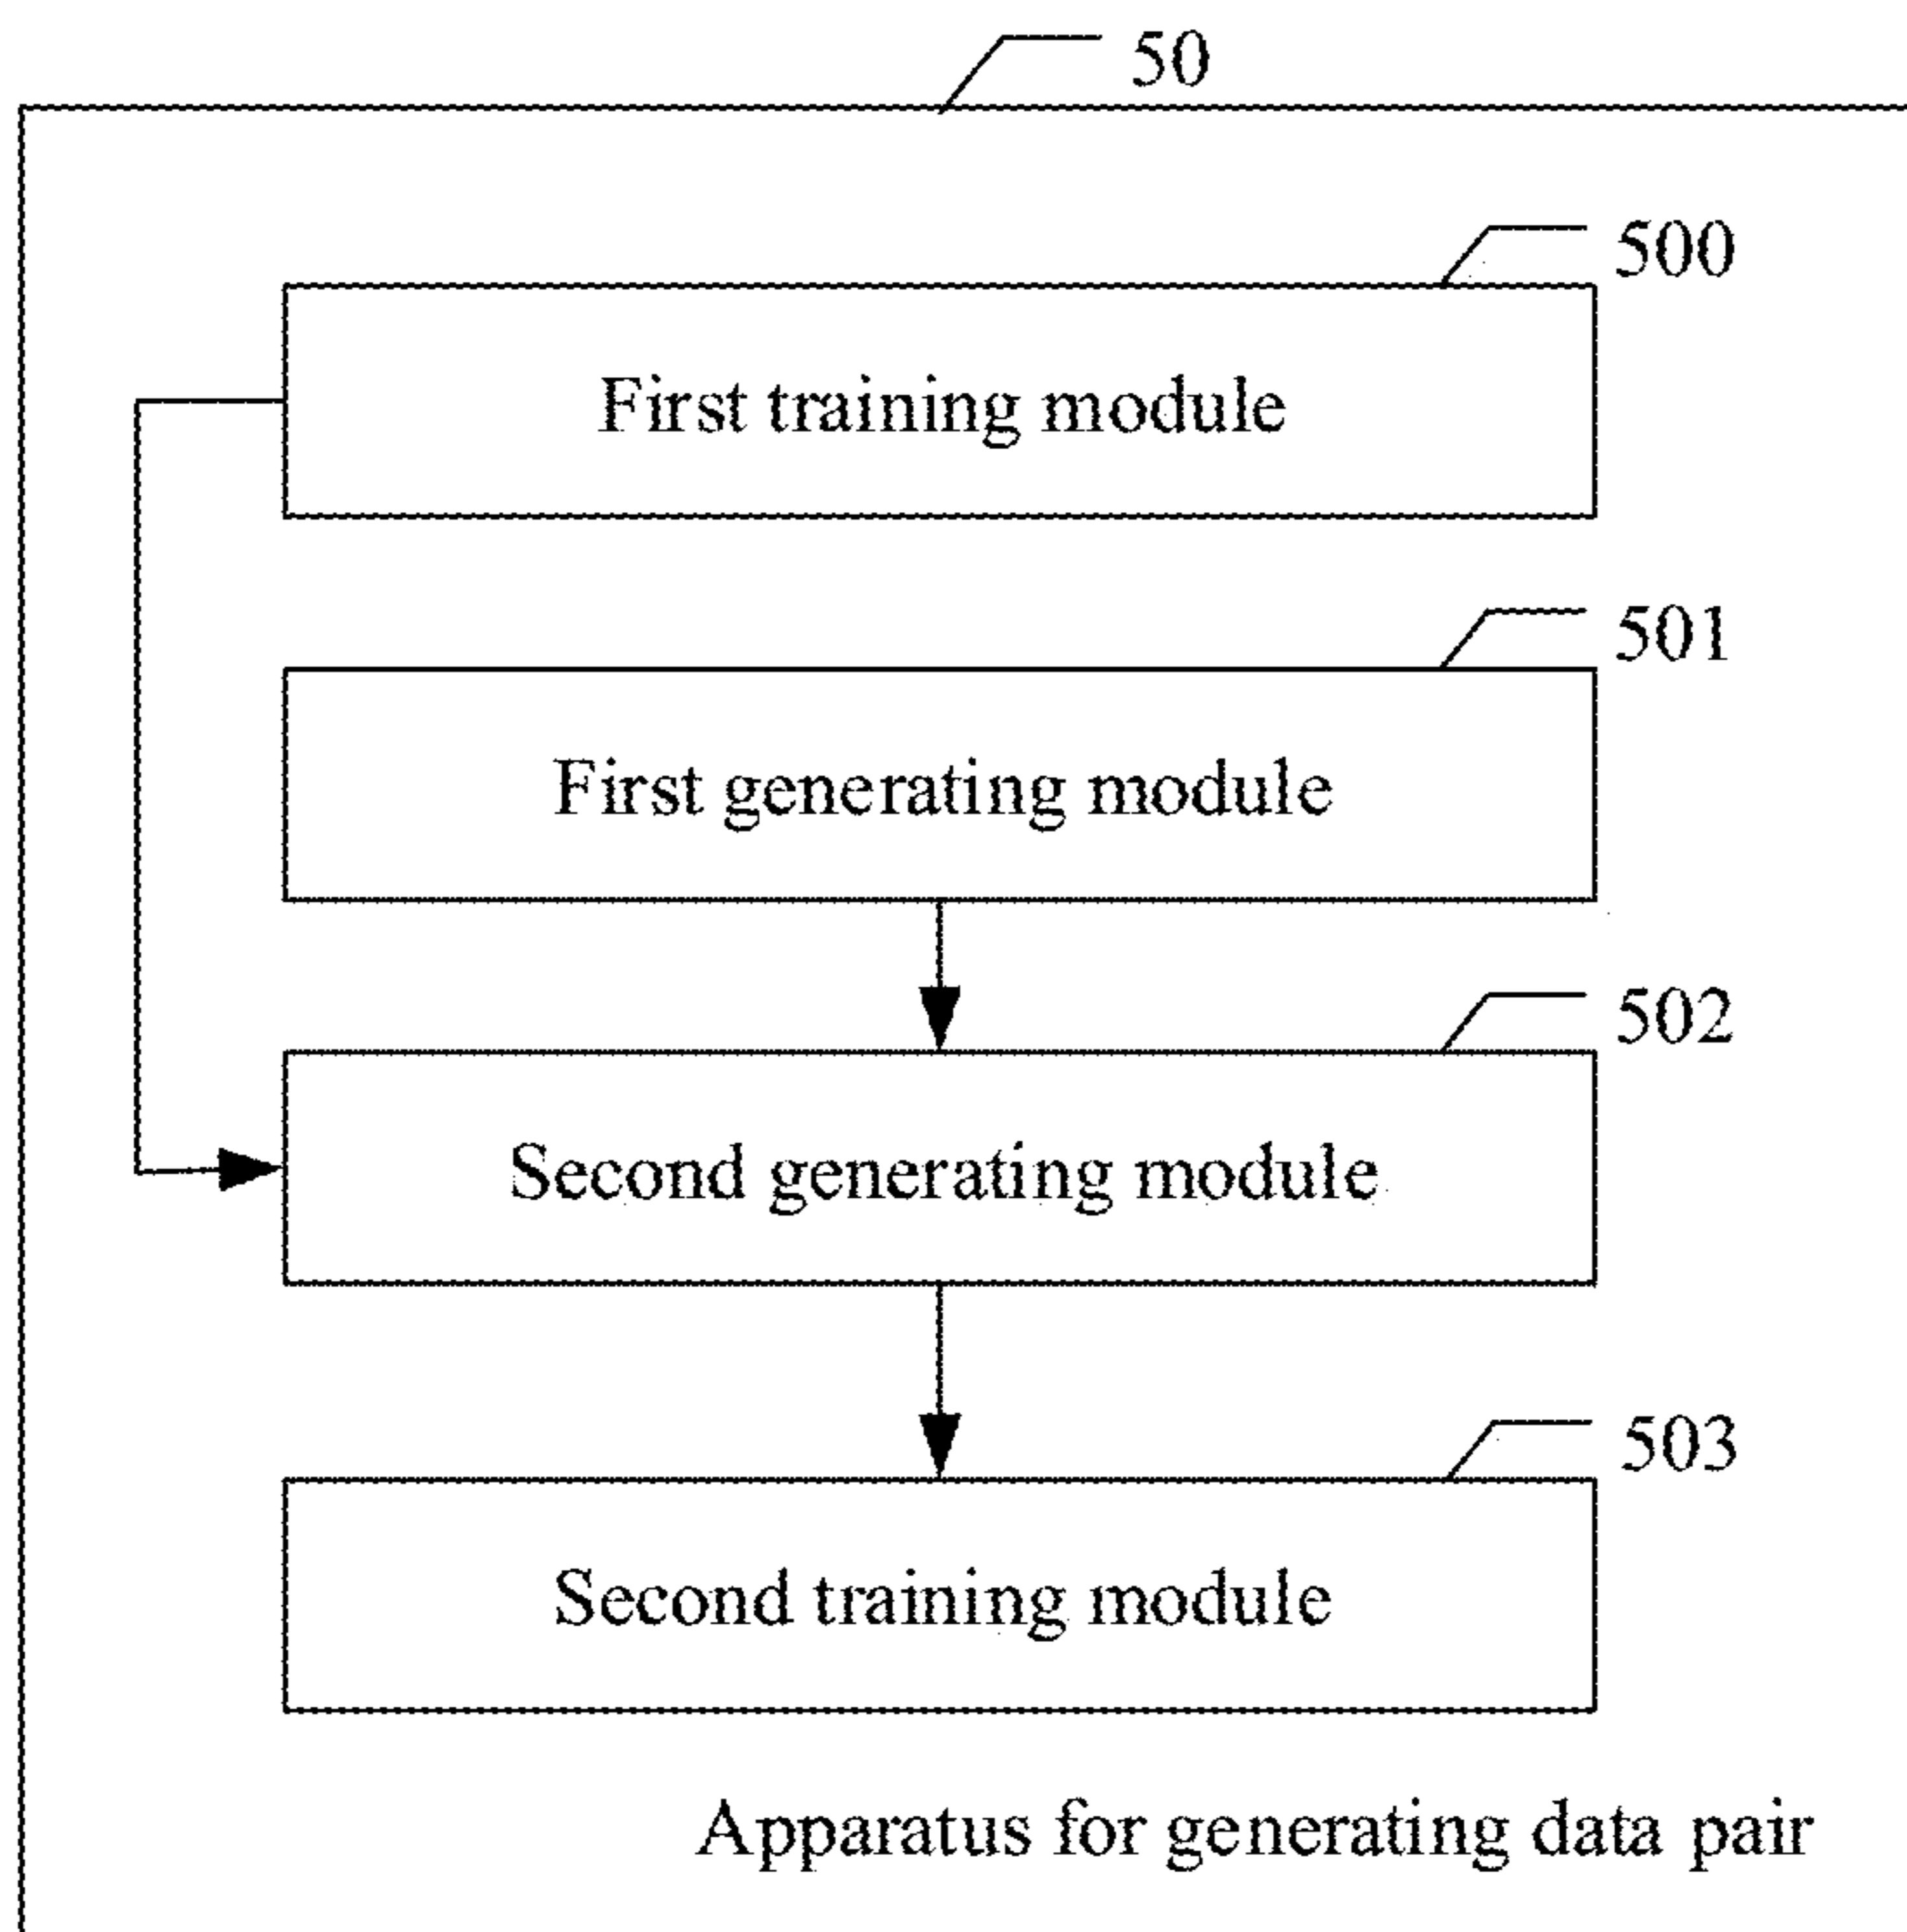 50
500
First training module
501
First generating module
502
Second generating module
503
Second training module
Apparatus for generating data pair